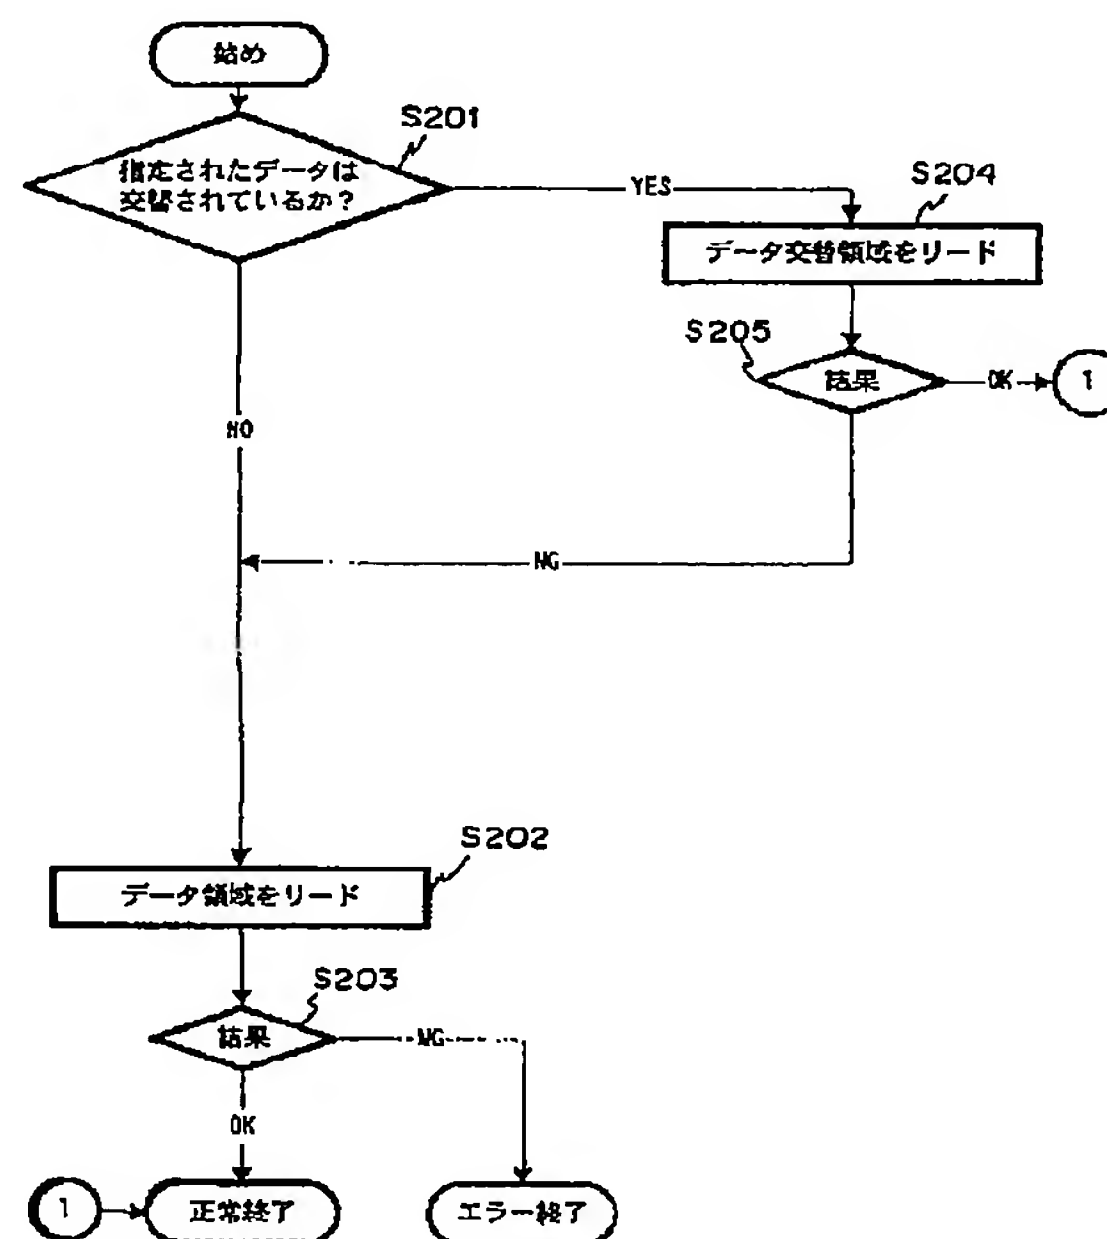 始め
S201
指定されたデータは
交替されているか?
YES
S204
データ交替領域をリード
S205
結果
OK
1
NO
NG
S202
データ領域をリード
S203
結果
NG
OK
1
正常終了
エラー終了